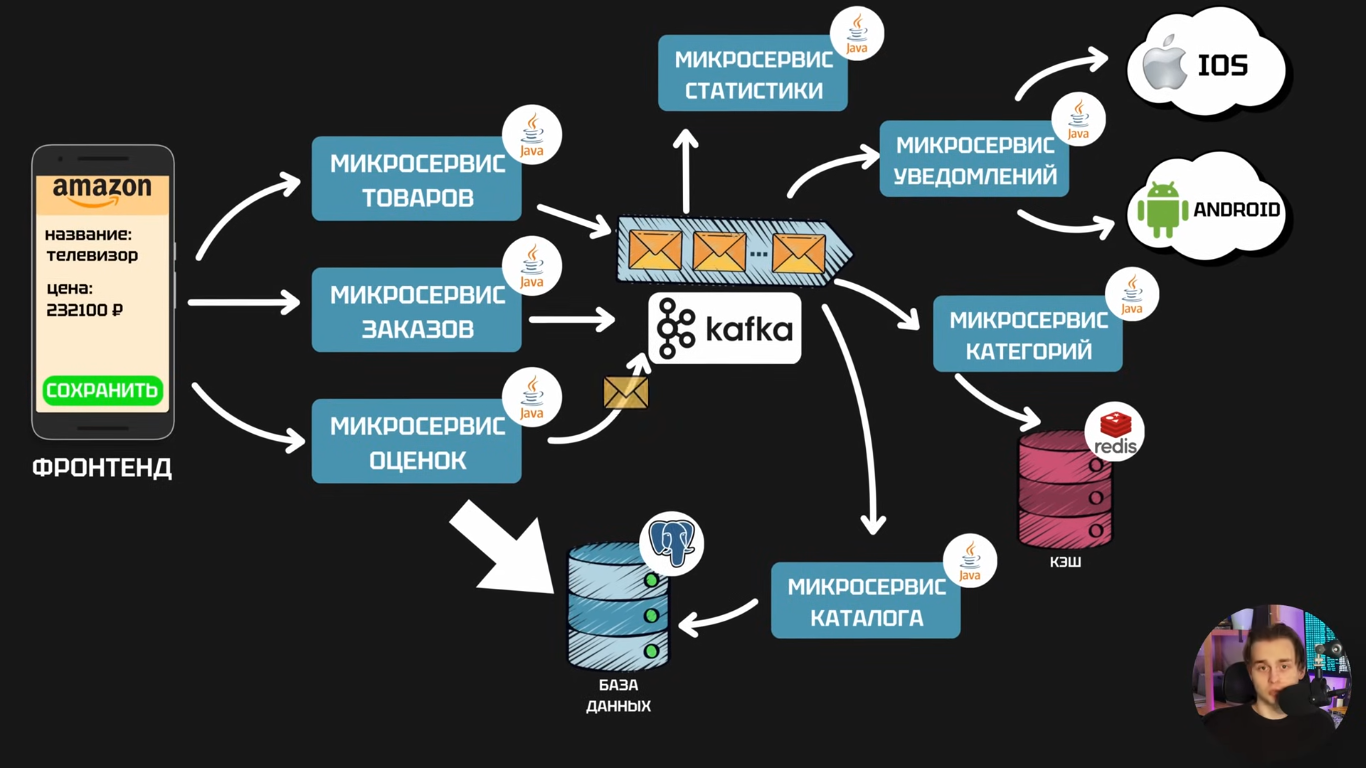 amazon
название:
телевизор
цена:
232100 ₽
СОХРАНИТЬ
ФРОНТЕНД
МИКРОСЕРВИС
ТОВАРОВ
Java
МИКРОСЕРВИС
ЗАКАЗОВ
Java
МИКРОСЕРВИС
ОЦЕНОК
Java
МИКРОСЕРВИС
СТАТИСТИКИ
Java
...
kafka
МИКРОСЕРВИС
УВЕДОМЛЕНИЙ
Java
IOS
ANDROID
МИКРОСЕРВИС
КАТЕГОРИЙ
Java
redis
КЭШ
МИКРОСЕРВИС
КАТАЛОГА
Java
БАЗА
ДАННЫХ